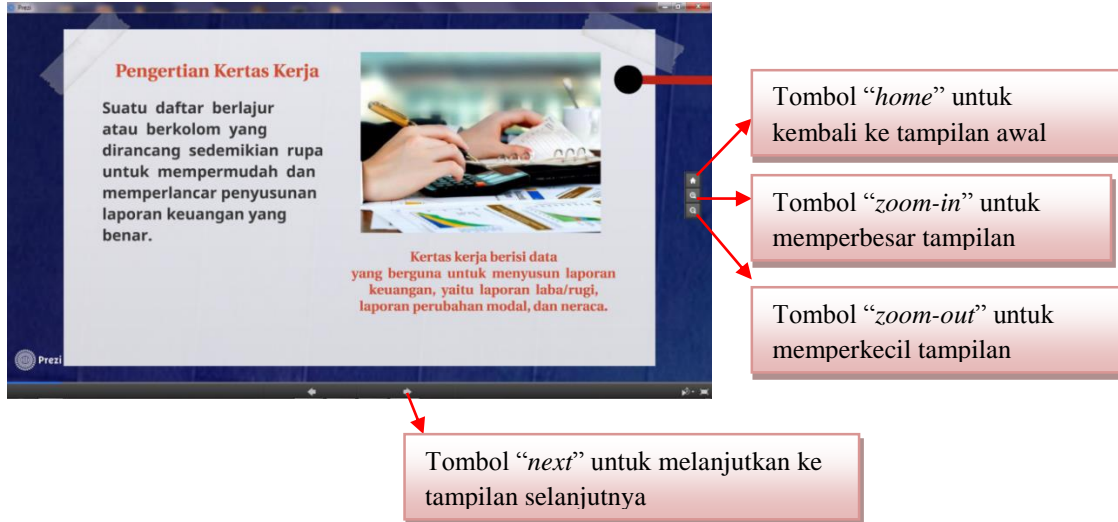 Prezi
Pengertian Kertas Kerja
Suatu daftar berlajur
atau berkolom yang
dirancang sedemikian rupa
untuk mempermudah dan
memperlancar penyusunan
laporan keuangan yang
benar.
Kertas kerja berisi data
yang berguna untuk menyusun laporan
keuangan, yaitu laporan laba/rugi,
laporan perubahan modal, dan neraca.
Prezi
Tombol “home” untuk
kembali ke tampilan awal
Tombol “zoom-in” untuk
memperbesar tampilan
Tombol “zoom-out” untuk
memperkecil tampilan
Tombol “next” untuk melanjutkan ke
tampilan selanjutnya